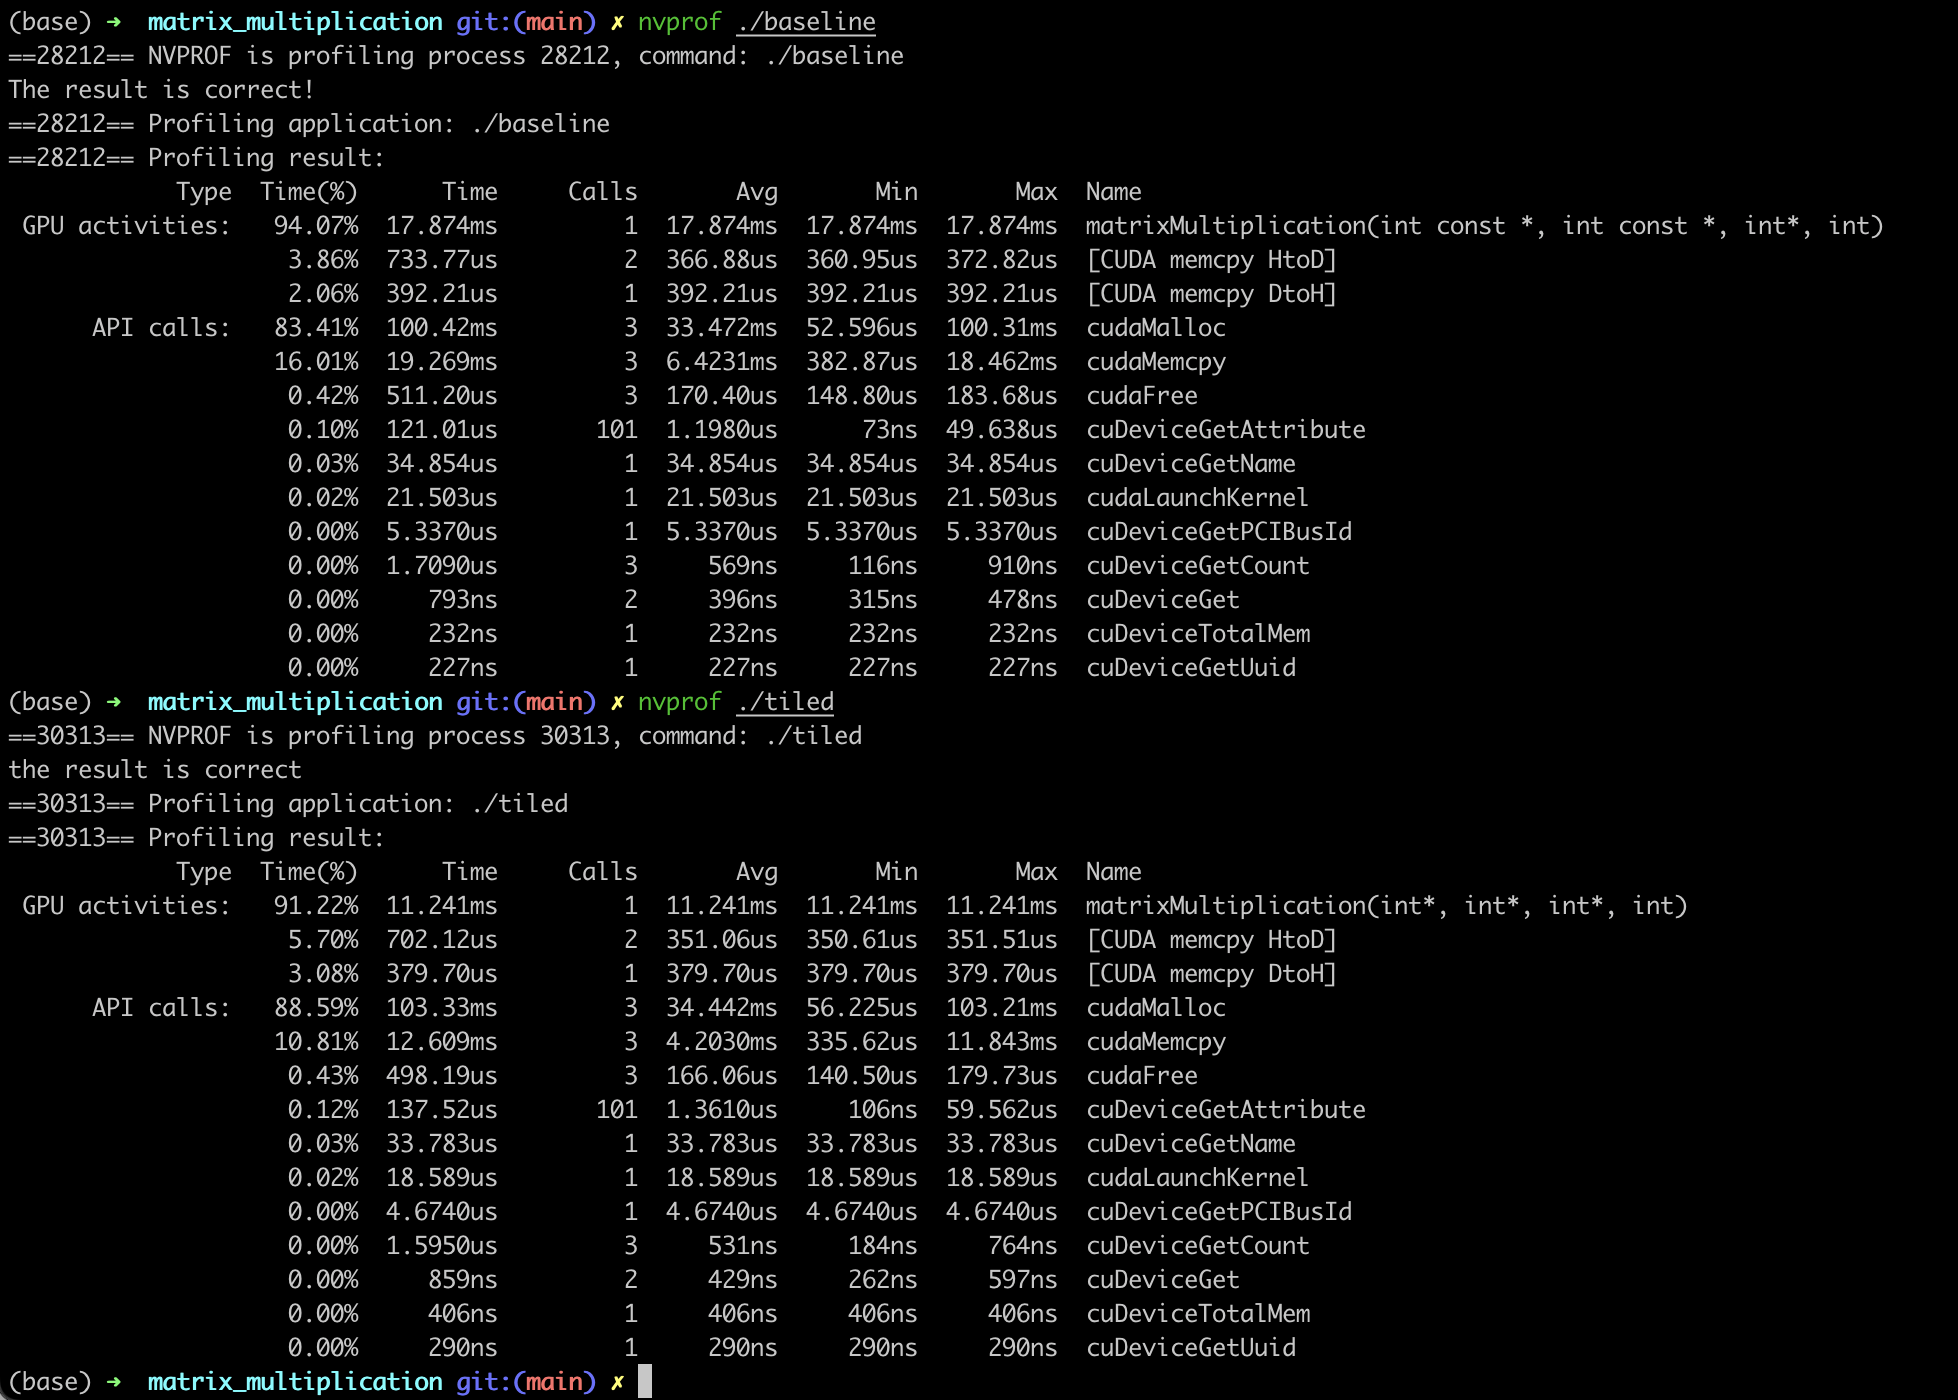 (base) ➜  matrix_multiplication git:(main) ✗ nvprof ./baseline
==28212== NVPROF is profiling process 28212, command: ./baseline
The result is correct!
==28212== Profiling application: ./baseline
==28212== Profiling result:
            Type  Time(%)      Time     Calls       Avg       Min       Max  Name
 GPU activities:   94.07%  17.874ms         1  17.874ms  17.874ms  17.874ms  matrixMultiplication(int const *, int const *, int*, int)
                    3.86%  733.77us         2  366.88us  360.95us  372.82us  [CUDA memcpy HtoD]
                    2.06%  392.21us         1  392.21us  392.21us  392.21us  [CUDA memcpy DtoH]
      API calls:   83.41%  100.42ms         3  33.472ms  52.596us  100.31ms  cudaMalloc
                   16.01%  19.269ms         3  6.4231ms  382.87us  18.462ms  cudaMemcpy
                    0.42%  511.20us         3  170.40us  148.80us  183.68us  cudaFree
                    0.10%  121.01us       101  1.1980us      73ns  49.638us  cuDeviceGetAttribute
                    0.03%  34.854us         1  34.854us  34.854us  34.854us  cuDeviceGetName
                    0.02%  21.503us         1  21.503us  21.503us  21.503us  cudaLaunchKernel
                    0.00%  5.3370us         1  5.3370us  5.3370us  5.3370us  cuDeviceGetPCIBusId
                    0.00%  1.7090us         3     569ns     116ns     910ns  cuDeviceGetCount
                    0.00%     793ns         2     396ns     315ns     478ns  cuDeviceGet
                    0.00%     232ns         1     232ns     232ns     232ns  cuDeviceTotalMem
                    0.00%     227ns         1     227ns     227ns     227ns  cuDeviceGetUuid
(base) ➜  matrix_multiplication git:(main) ✗ nvprof ./tiled
==30313== NVPROF is profiling process 30313, command: ./tiled
the result is correct
==30313== Profiling application: ./tiled
==30313== Profiling result:
            Type  Time(%)      Time     Calls       Avg       Min       Max  Name
 GPU activities:   91.22%  11.241ms         1  11.241ms  11.241ms  11.241ms  matrixMultiplication(int*, int*, int*, int)
                    5.70%  702.12us         2  351.06us  350.61us  351.51us  [CUDA memcpy HtoD]
                    3.08%  379.70us         1  379.70us  379.70us  379.70us  [CUDA memcpy DtoH]
      API calls:   88.59%  103.33ms         3  34.442ms  56.225us  103.21ms  cudaMalloc
                   10.81%  12.609ms         3  4.2030ms  335.62us  11.843ms  cudaMemcpy
                    0.43%  498.19us         3  166.06us  140.50us  179.73us  cudaFree
                    0.12%  137.52us       101  1.3610us     106ns  59.562us  cuDeviceGetAttribute
                    0.03%  33.783us         1  33.783us  33.783us  33.783us  cuDeviceGetName
                    0.02%  18.589us         1  18.589us  18.589us  18.589us  cudaLaunchKernel
                    0.00%  4.6740us         1  4.6740us  4.6740us  4.6740us  cuDeviceGetPCIBusId
                    0.00%  1.5950us         3     531ns     184ns     764ns  cuDeviceGetCount
                    0.00%     859ns         2     429ns     262ns     597ns  cuDeviceGet
                    0.00%     406ns         1     406ns     406ns     406ns  cuDeviceTotalMem
                    0.00%     290ns         1     290ns     290ns     290ns  cuDeviceGetUuid
(base) ➜  matrix_multiplication git:(main) ✗